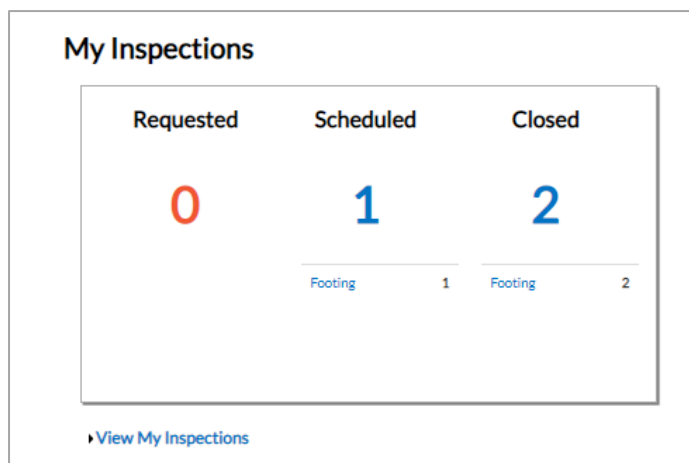 My Inspections
Requested Scheduled Closed
0 1 2
Footing 1 Footing 2
View My Inspections